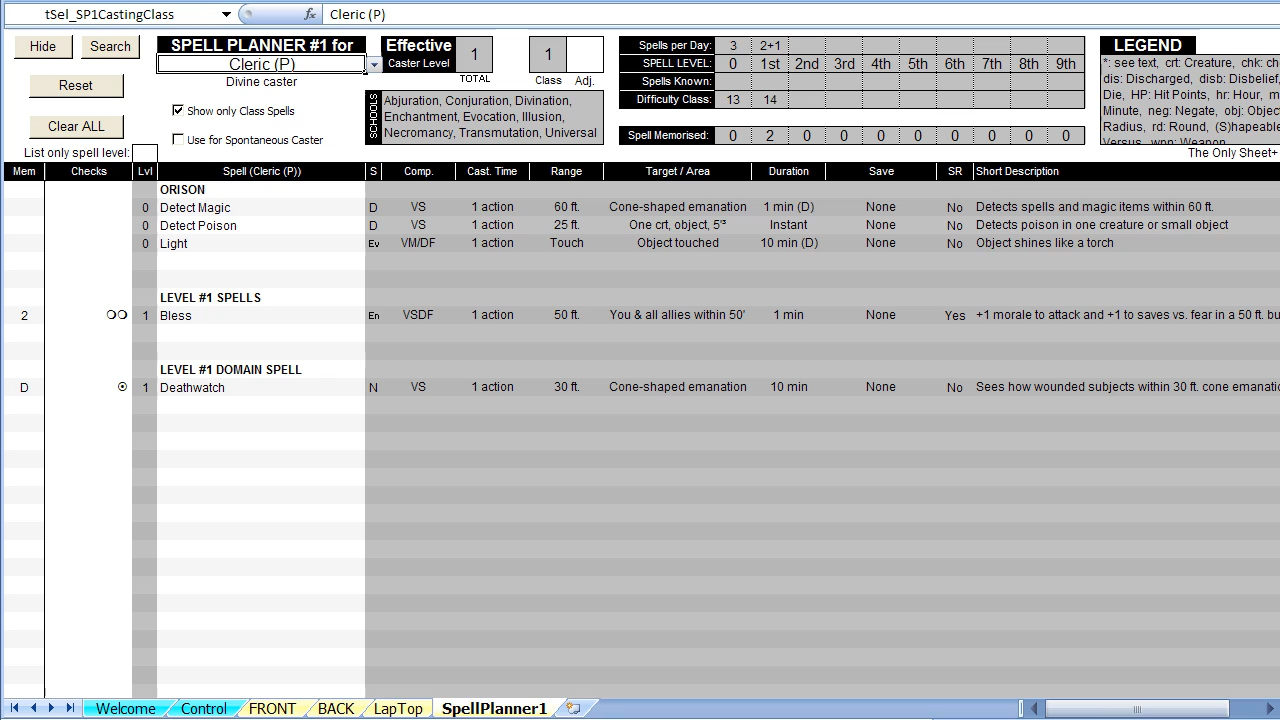 tSel_SP1CastingClass fx Cleric (P)
Hide Search SPELL PLANNER #1 for
Cleric (P)
Divine caster
Reset
Show only Class Spells
Clear ALL
Use for Spontaneous Caster
List only spell level:
Effective
Caster Level 1
TOTAL
1
Class Adj.
SCHOOLS
Abjuration, Conjuration, Divination,
Enchantment, Evocation, Illusion,
Necromancy, Transmutation, Universal
Spells per Day: 3 2+1
SPELL LEVEL: 0 1st 2nd 3rd 4th 5th 6th 7th 8th 9th
Spells Known:
Difficulty Class: 13 14
Spell Memorised: 0 2 0 0 0 0 0 0 0 0
LEGEND
*: see text, crt: Creature, chk: ch
dis: Discharged, disb: Disbelief,
Die, HP: Hit Points, hr: Hour, m
Minute, neg: Negate, obj: Object
Radius, rd: Round, (S)hapeable
Versus, wpn: Weapon
The Only Sheet+
Mem Checks Lvl Spell (Cleric (P)) S Comp. Cast. Time Range Target / Area Duration Save SR Short Description
ORISON
0 Detect Magic D VS 1 action 60 ft. Cone-shaped emanation 1 min (D) None No Detects spells and magic items within 60 ft.
0 Detect Poison D VS 1 action 25 ft. One crt, object, 5'³ Instant None No Detects poison in one creature or small object
0 Light Ev VM/DF 1 action Touch Object touched 10 min (D) None No Object shines like a torch
LEVEL #1 SPELLS
2 1 Bless En VSDF 1 action 50 ft. You & all allies within 50' 1 min None Yes +1 morale to attack and +1 to saves vs. fear in a 50 ft. bu
LEVEL #1 DOMAIN SPELL
D 1 Deathwatch N VS 1 action 30 ft. Cone-shaped emanation 10 min None No Sees how wounded subjects within 30 ft. cone emanatio
Welcome Control FRONT BACK LapTop SpellPlanner1